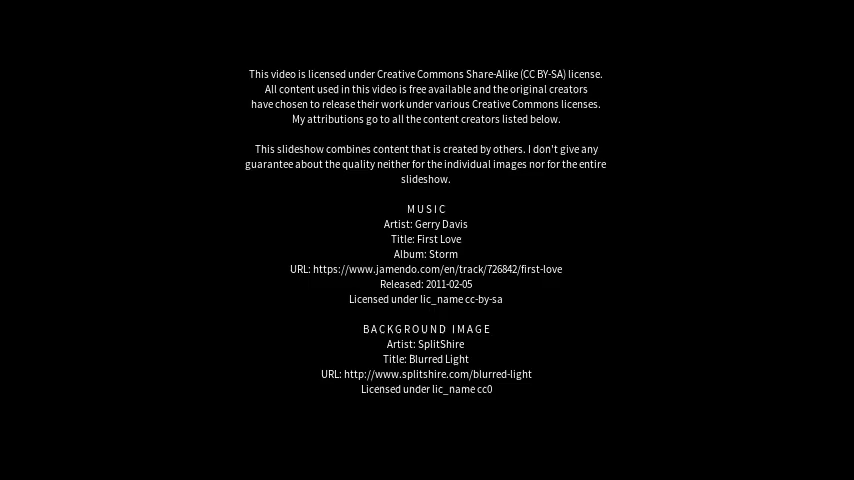 This video is licensed under Creative Commons Share-Alike (CC BY-SA) license.
All content used in this video is free available and the original creators
have chosen to release their work under various Creative Commons licenses.
My attributions go to all the content creators listed below.
This slideshow combines content that is created by others. I don't give any
guarantee about the quality neither for the individual images nor for the entire
slideshow.
MUSIC
Artist: Gerry Davis
Title: First Love
Album: Storm
URL: https://www.jamendo.com/en/track/726842/first-love
Released: 2011-02-05
Licensed under lic_name cc-by-sa
BACKGROUND IMAGE
Artist: SplitShire
Title: Blurred Light
URL: http://www.splitshire.com/blurred-light
Licensed under lic_name cc0